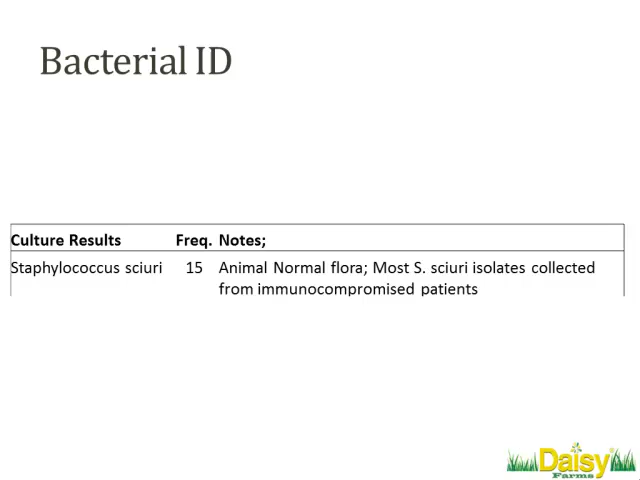 Bacterial ID
Culture Results Freq. Notes;
Staphylococcus sciuri 15 Animal Normal flora; Most S. sciuri isolates collected
from immunocompromised patients
Daisy®
Farms